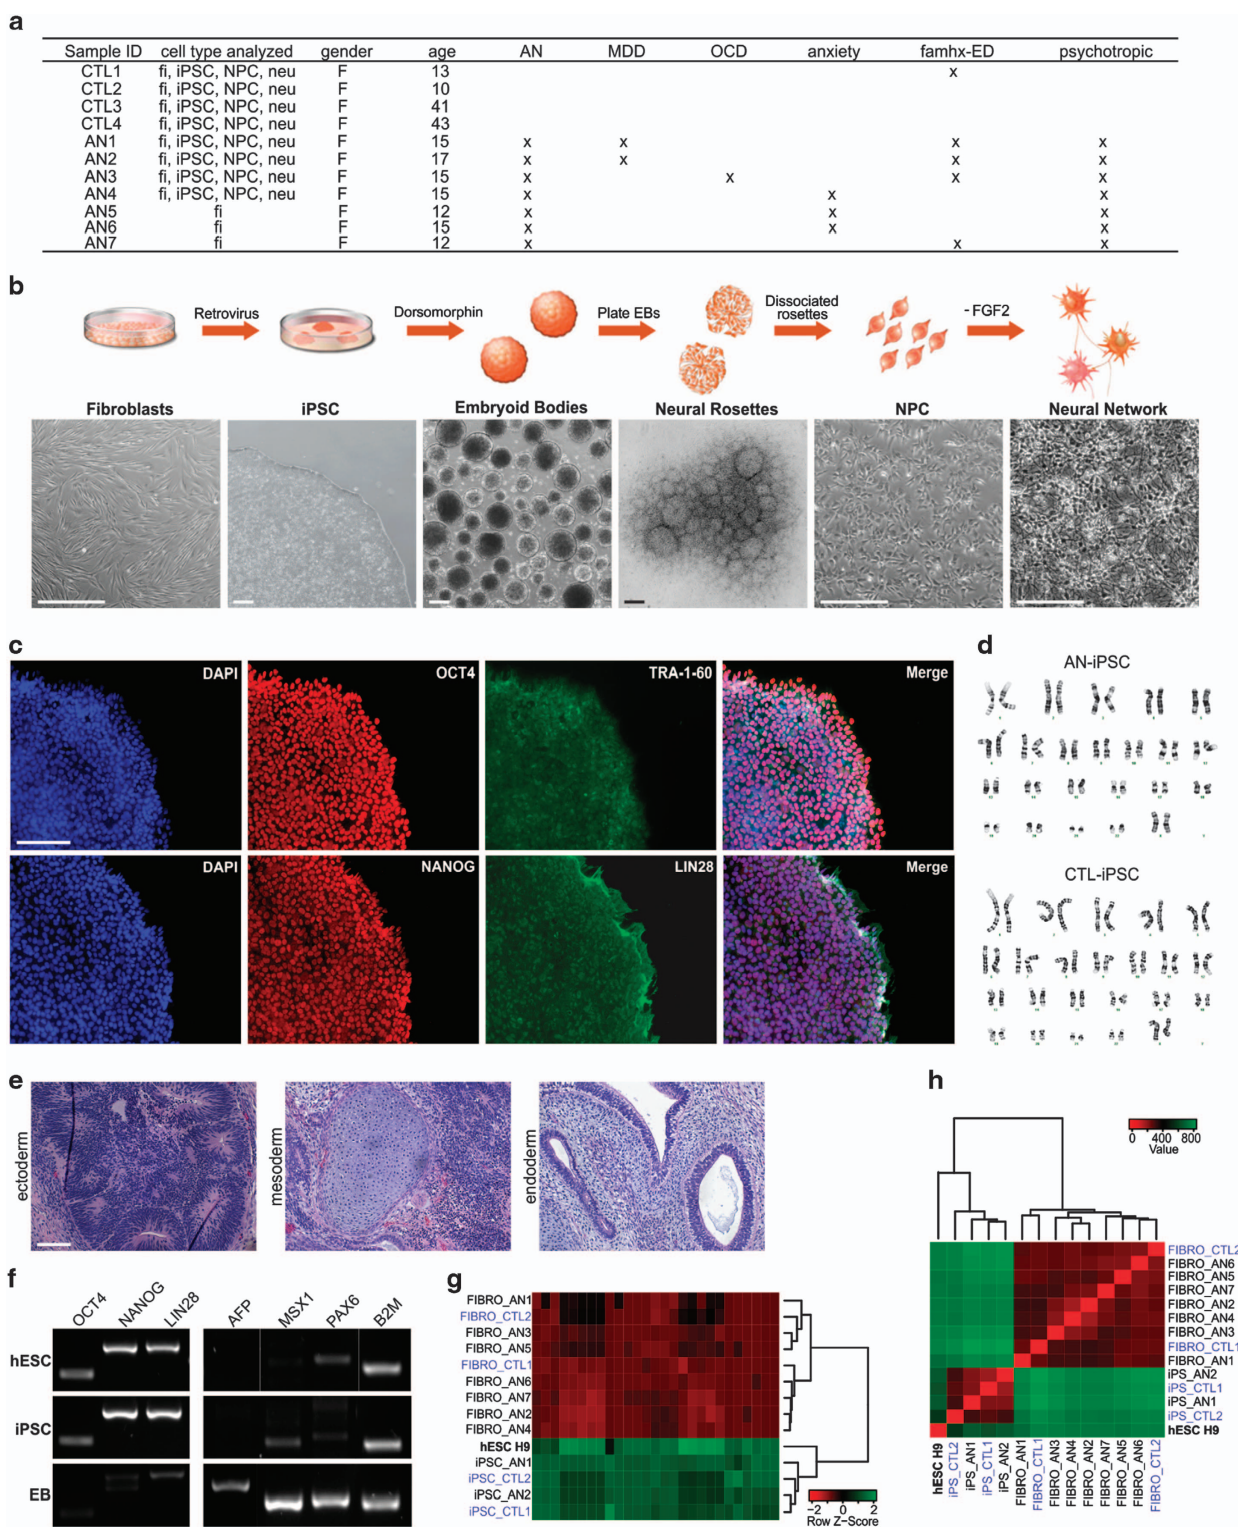 a
Sample ID cell type analyzed gender age AN MDD OCD anxiety famhx-ED psychotropic
CTL1 fi, iPSC, NPC, neu F 13 x
CTL2 fi, iPSC, NPC, neu F 10
CTL3 fi, iPSC, NPC, neu F 41
CTL4 fi, iPSC, NPC, neu F 43
AN1 fi, iPSC, NPC, neu F 15 x x x x
AN2 fi, iPSC, NPC, neu F 17 x x x x
AN3 fi, iPSC, NPC, neu F 15 x x x x
AN4 fi, iPSC, NPC, neu F 15 x x x
AN5 fi F 12 x x x
AN6 fi F 15 x x x
AN7 fi F 12 x x x
b
Retrovirus
Dorsomorphin
Plate EBs
Dissociated
rosettes
- FGF2
Fibroblasts
iPSC
Embryoid Bodies
Neural Rosettes
NPC
Neural Network
c
DAPI
OCT4
TRA-1-60
Merge
DAPI
NANOG
LIN28
Merge
d
AN-iPSC
CTL-iPSC
e
ectoderm
mesoderm
endoderm
f
OCT4
NANOG
LIN28
AFP
MSX1
PAX6
B2M
hESC
iPSC
EB
g
FIBRO_AN1
FIBRO_CTL2
FIBRO_AN3
FIBRO_AN5
FIBRO_CTL1
FIBRO_AN6
FIBRO_AN7
FIBRO_AN2
FIBRO_AN4
hESC H9
iPSC_AN1
iPSC_CTL2
iPSC_AN2
iPSC_CTL1
-2 0 2
Row Z-Score
h
0 400 800
Value
FIBRO_CTL2
FIBRO_AN6
FIBRO_AN5
FIBRO_AN7
FIBRO_AN2
FIBRO_AN4
FIBRO_AN3
FIBRO_CTL1
FIBRO_AN1
iPS_AN2
iPS_CTL1
iPS_AN1
iPS_CTL2
hESC H9
hESC H9
iPS_CTL2
iPS_AN1
iPS_CTL1
iPS_AN2
FIBRO_AN1
FIBRO_CTL1
FIBRO_AN3
FIBRO_AN4
FIBRO_AN2
FIBRO_AN7
FIBRO_AN5
FIBRO_AN6
FIBRO_CTL2